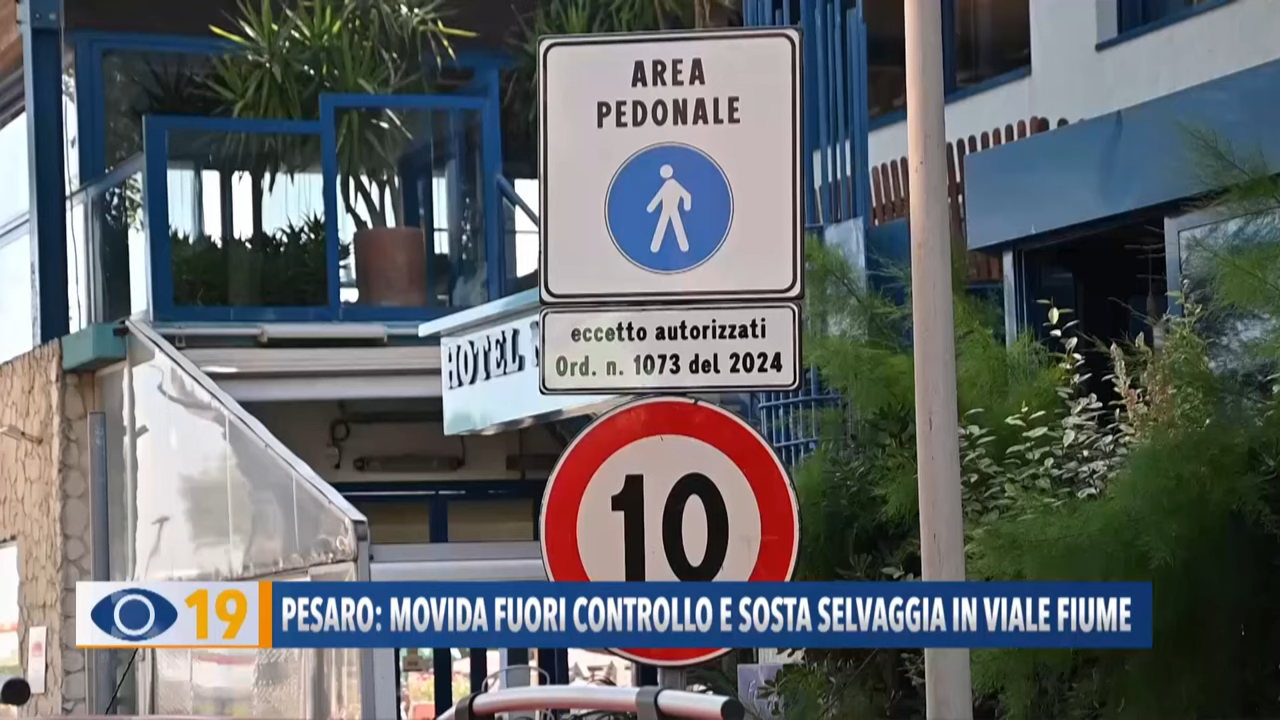 AREA
PEDONALE
eccetto autorizzati
Ord. n. 1073 del 2024
HOTEL
10
19
PESARO: MOVIDA FUORI CONTROLLO E SOSTA SELVAGGIA IN VIALE FIUME